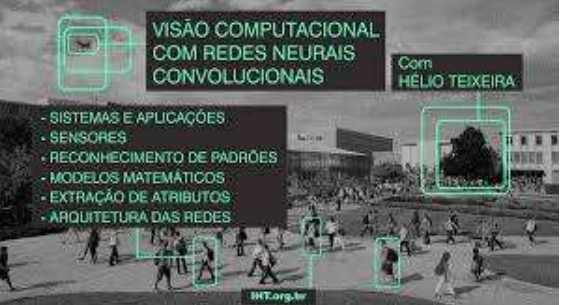 VISÃO COMPUTACIONAL
COM REDES NEURAIS
CONVOLUCIONAIS
Com
HÉLIO TEIXEIRA
- SISTEMAS E APLICAÇÕES
- SENSORES
- RECONHECIMENTO DE PADRÕES
- MODELOS MATEMÁTICOS
- EXTRAÇÃO DE ATRIBUTOS
- ARQUITETURA DAS REDES
IHT.org.br